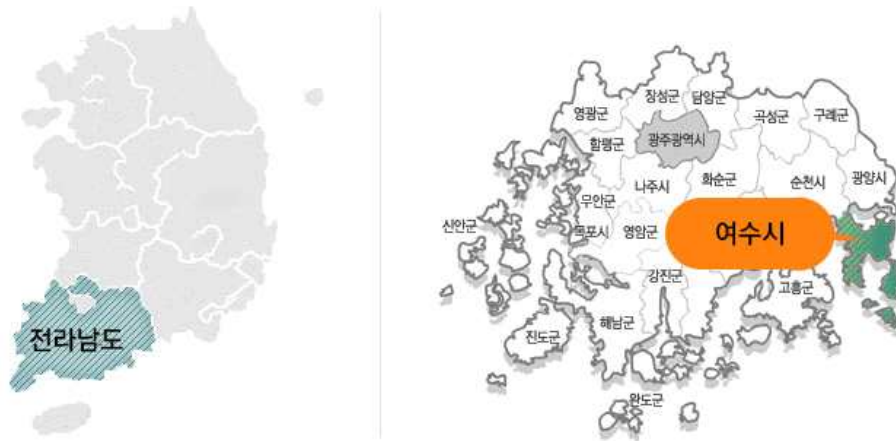 전라남도
장성군
담양군
영광군
곡성군
구례군
함평군
광주광역시
나주시
화순군
순천시
광양시
무안군
신안군
목포시
영암군
여수시
강진군
고흥군
해남군
진도군
완도군